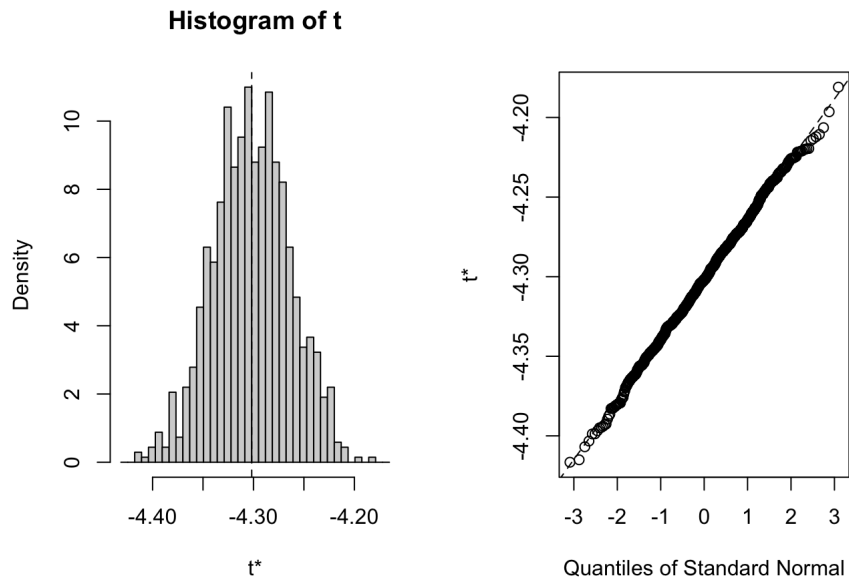 Histogram of t
Density
0 2 4 6 8 10
-4.40 -4.30 -4.20
t*
t*
-4.40 -4.35 -4.30 -4.25 -4.20
-3 -2 -1 0 1 2 3
Quantiles of Standard Normal